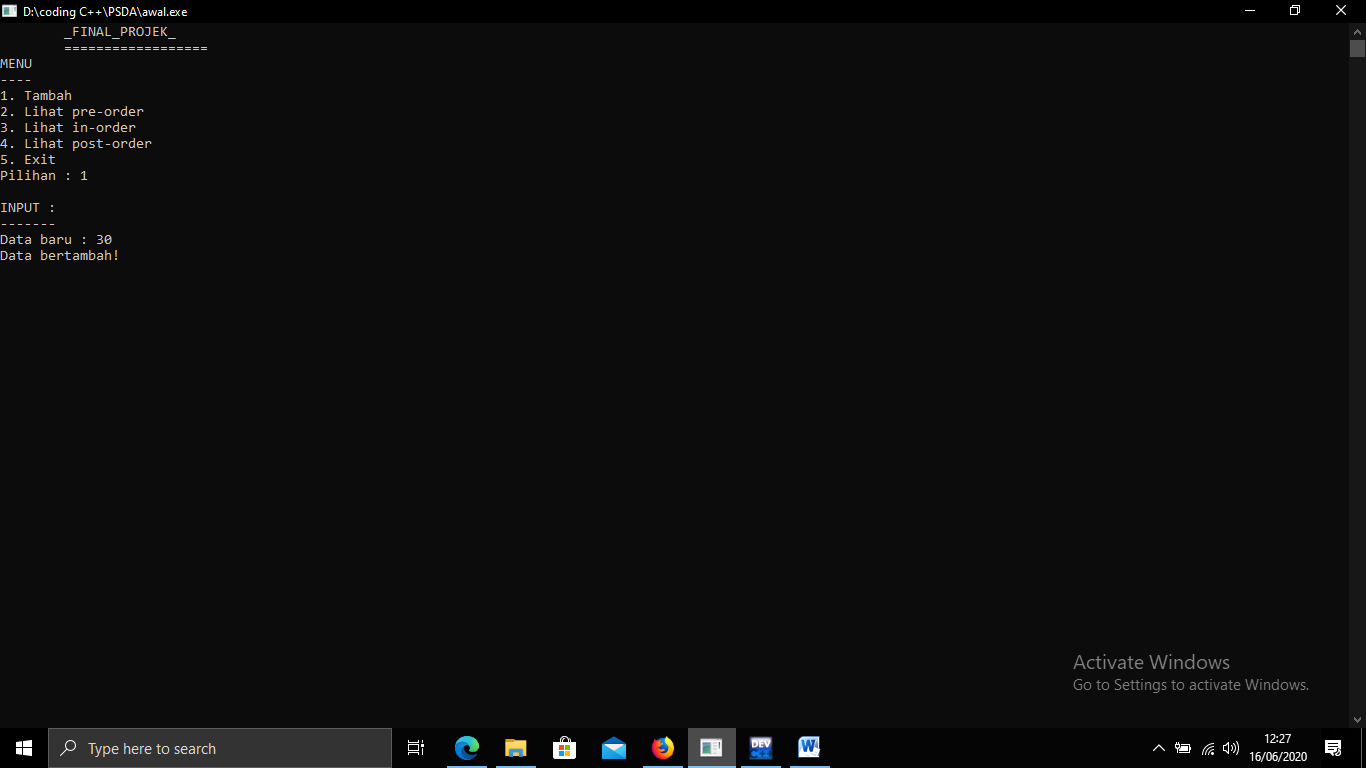 D:\coding C++\PSDA\awal.exe
_FINAL_PROJEK_
==================
MENU
----
1. Tambah
2. Lihat pre-order
3. Lihat in-order
4. Lihat post-order
5. Exit
Pilihan : 1
INPUT :
-------
Data baru : 30
Data bertambah!
Activate Windows
Go to Settings to activate Windows.
Type here to search
DEV
W
12:27
16/06/2020